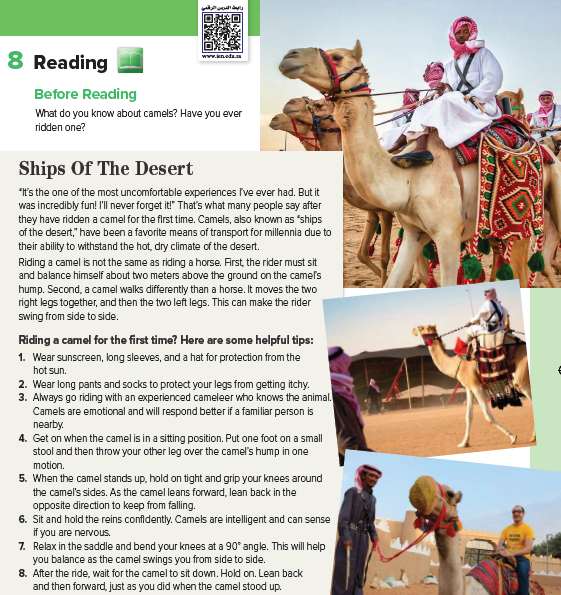 رابط الدرس الرقمي
www.ien.edu.sa
8 Reading
Before Reading
What do you know about camels? Have you ever
ridden one?
Ships Of The Desert
“It’s the one of the most uncomfortable experiences I’ve ever had. But it
was incredibly fun! I’ll never forget it!” That’s what many people say after
they have ridden a camel for the first time. Camels, also known as “ships
of the desert,” have been a favorite means of transport for millennia due to
their ability to withstand the hot, dry climate of the desert.
Riding a camel is not the same as riding a horse. First, the rider must sit
and balance himself about two meters above the ground on the camel’s
hump. Second, a camel walks differently than a horse. It moves the two
right legs together, and then the two left legs. This can make the rider
swing from side to side.
Riding a camel for the first time? Here are some helpful tips:
1. Wear sunscreen, long sleeves, and a hat for protection from the
hot sun.
2. Wear long pants and socks to protect your legs from getting itchy.
3. Always go riding with an experienced cameleer who knows the animal.
Camels are emotional and will respond better if a familiar person is
nearby.
4. Get on when the camel is in a sitting position. Put one foot on a small
stool and then throw your other leg over the camel’s hump in one
motion.
5. When the camel stands up, hold on tight and grip your knees around
the camel’s sides. As the camel leans forward, lean back in the
opposite direction to keep from falling.
6. Sit and hold the reins confidently. Camels are intelligent and can sense
if you are nervous.
7. Relax in the saddle and bend your knees at a 90° angle. This will help
you balance as the camel swings you from side to side.
8. After the ride, wait for the camel to sit down. Hold on. Lean back
and then forward, just as you did when the camel stood up.